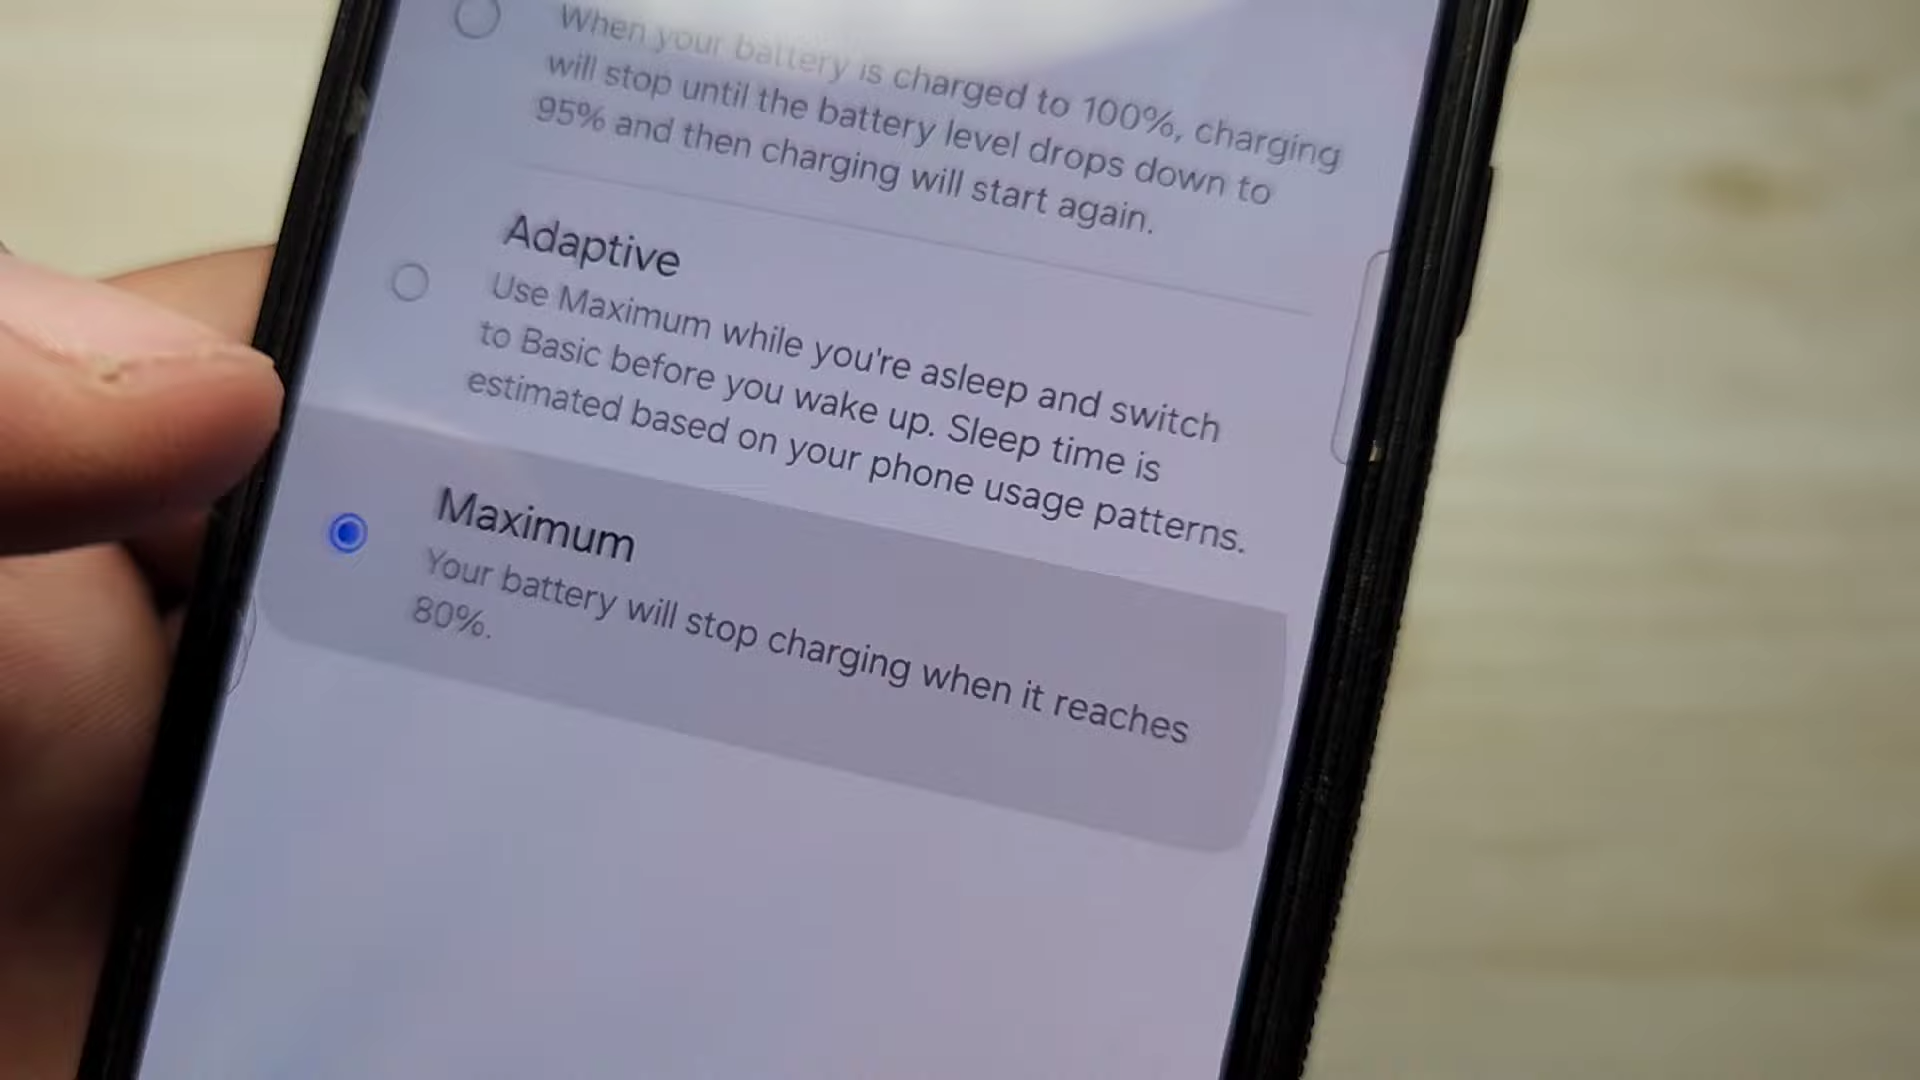 When your battery is charged to 100%, charging
will stop until the battery level drops down to
95% and then charging will start again.
Adaptive
Use Maximum while you're asleep and switch
to Basic before you wake up. Sleep time is
estimated based on your phone usage patterns.
Maximum
Your battery will stop charging when it reaches
80%.